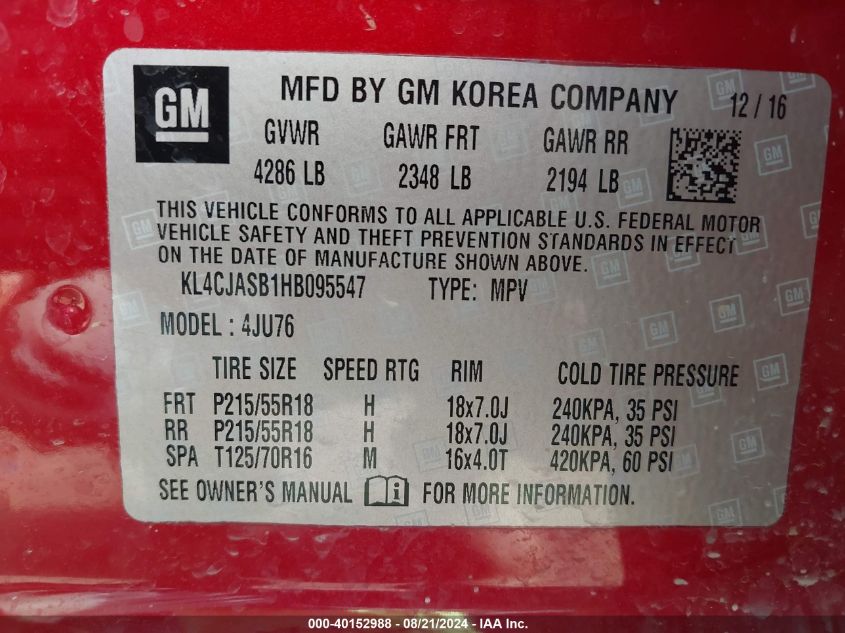 GM
MFD BY GM KOREA COMPANY 12 / 16
GVWR GAWR FRT GAWR RR
4286 LB 2348 LB 2194 LB
THIS VEHICLE CONFORMS TO ALL APPLICABLE U.S. FEDERAL MOTOR
VEHICLE SAFETY AND THEFT PREVENTION STANDARDS IN EFFECT
ON THE DATE OF MANUFACTURE SHOWN ABOVE.
KL4CJASB1HB095547 TYPE: MPV
MODEL : 4JU76
TIRE SIZE SPEED RTG RIM COLD TIRE PRESSURE
FRT P215/55R18 H 18x7.0J 240KPA, 35 PSI
RR P215/55R18 H 18x7.0J 240KPA, 35 PSI
SPA T125/70R16 M 16x4.0T 420KPA, 60 PSI
SEE OWNER'S MANUAL i FOR MORE INFORMATION.
000-40152988 - 08/21/2024 - IAA Inc.